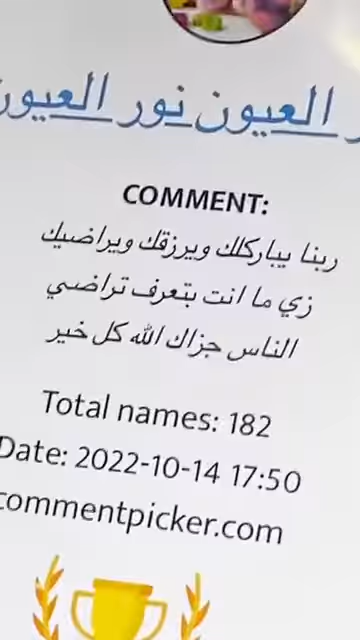 العيون نور العيون
COMMENT:
ربنا يباركلك ويرزقك ويراضيك
زي ما انت بتعرف تراضي
الناس جزاك الله كل خير
Total names: 182
Date: 2022-10-14 17:50
commentpicker.com